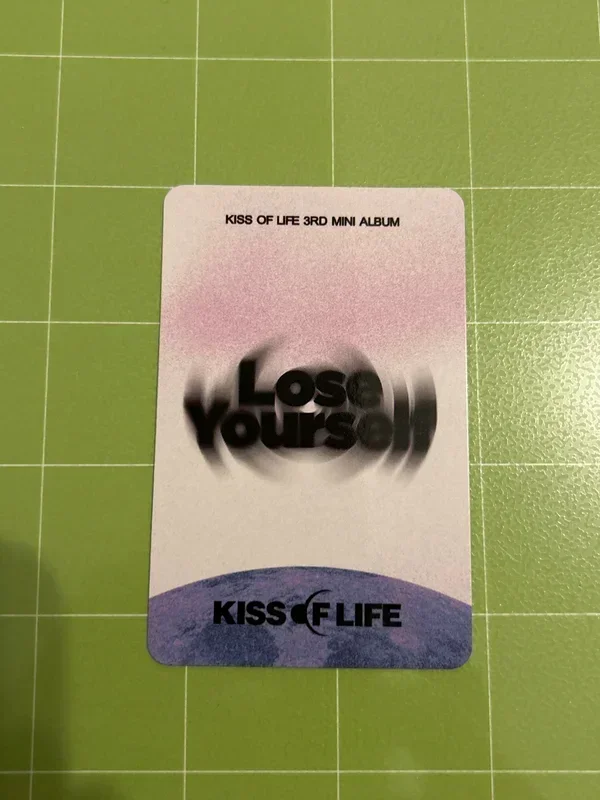 KISS OF LIFE 3RD MINI ALBUM
Lose
Yourself
KISS OF LIFE